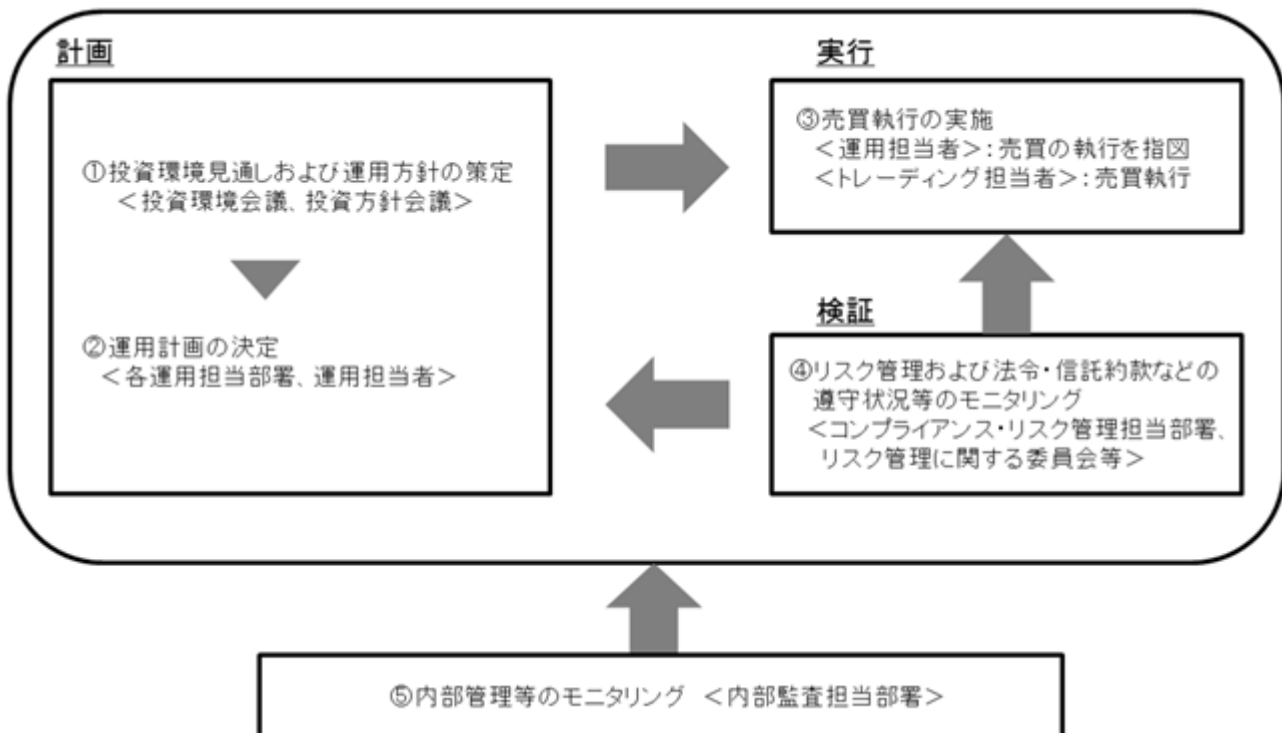 計画
①投資環境見通しおよび運用方針の策定
＜投資環境会議、投資方針会議＞
②運用計画の決定
＜各運用担当部署、運用担当者＞
実行
③売買執行の実施
＜運用担当者＞：売買の執行を指図
＜トレーディング担当者＞：売買執行
検証
④リスク管理および法令・信託約款などの
遵守状況等のモニタリング
＜コンプライアンス・リスク管理担当部署、
リスク管理に関する委員会等＞
⑤内部管理等のモニタリング ＜内部監査担当部署＞